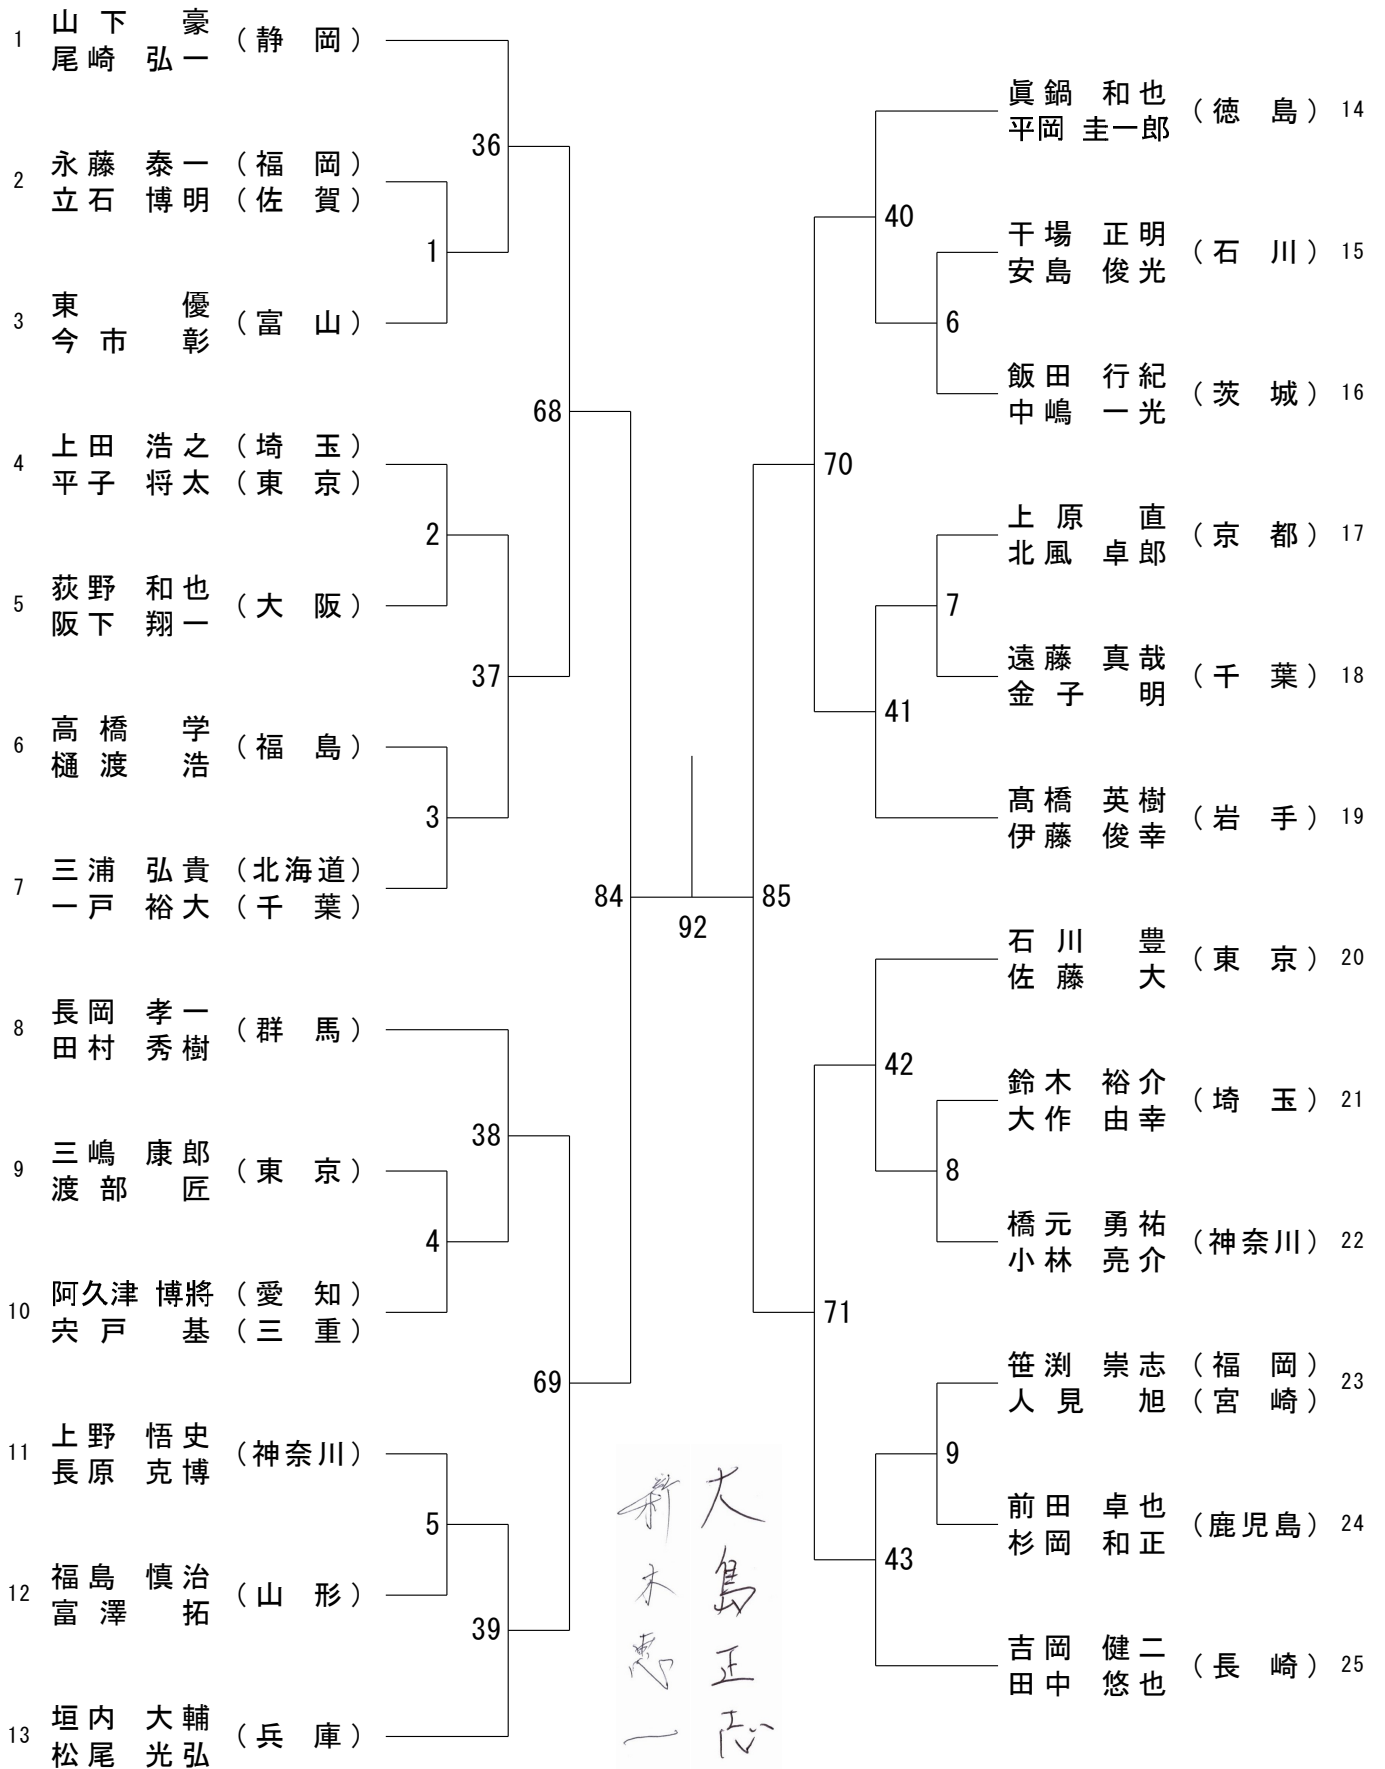 1 山下 豪 (静 岡)
尾崎 弘一
2 永藤 泰一 (福 岡)
立石 博明 (佐 賀)
3 東 優 (富 山)
今市 彰
4 上田 浩之 (埼 玉)
平子 将太 (東 京)
5 荻野 和也 (大 阪)
阪下 翔一
6 高橋 学 (福 島)
樋渡 浩
7 三浦 弘貴 (北海道)
一戸 裕大 (千 葉)
8 長岡 孝一 (群 馬)
田村 秀樹
9 三嶋 康郎 (東 京)
渡部 匠
10 阿久津 博將 (愛 知)
宍戸 基 (三 重)
11 上野 悟史 (神奈川)
長原 克博
12 福島 慎治 (山 形)
富澤 拓
13 垣内 大輔 (兵 庫)
松尾 光弘
36
1
68
2
37
3
84
92
85
38
4
69
5
39
大島正志
新木恵一
40
6
70
7
41
42
8
71
9
43
眞鍋 和也 (徳 島) 14
平岡 圭一郎
干場 正明 (石 川) 15
安島 俊光
飯田 行紀 (茨 城) 16
中嶋 一光
上原 直 (京 都) 17
北風 卓郎
遠藤 真哉 (千 葉) 18
金子 明
髙橋 英樹 (岩 手) 19
伊藤 俊幸
石川 豊 (東 京) 20
佐藤 大
鈴木 裕介 (埼 玉) 21
大作 由幸
橋元 勇祐 (神奈川) 22
小林 亮介
笹渕 崇志 (福 岡) 23
人見 旭 (宮 崎)
前田 卓也 (鹿児島) 24
杉岡 和正
吉岡 健二 (長 崎) 25
田中 悠也